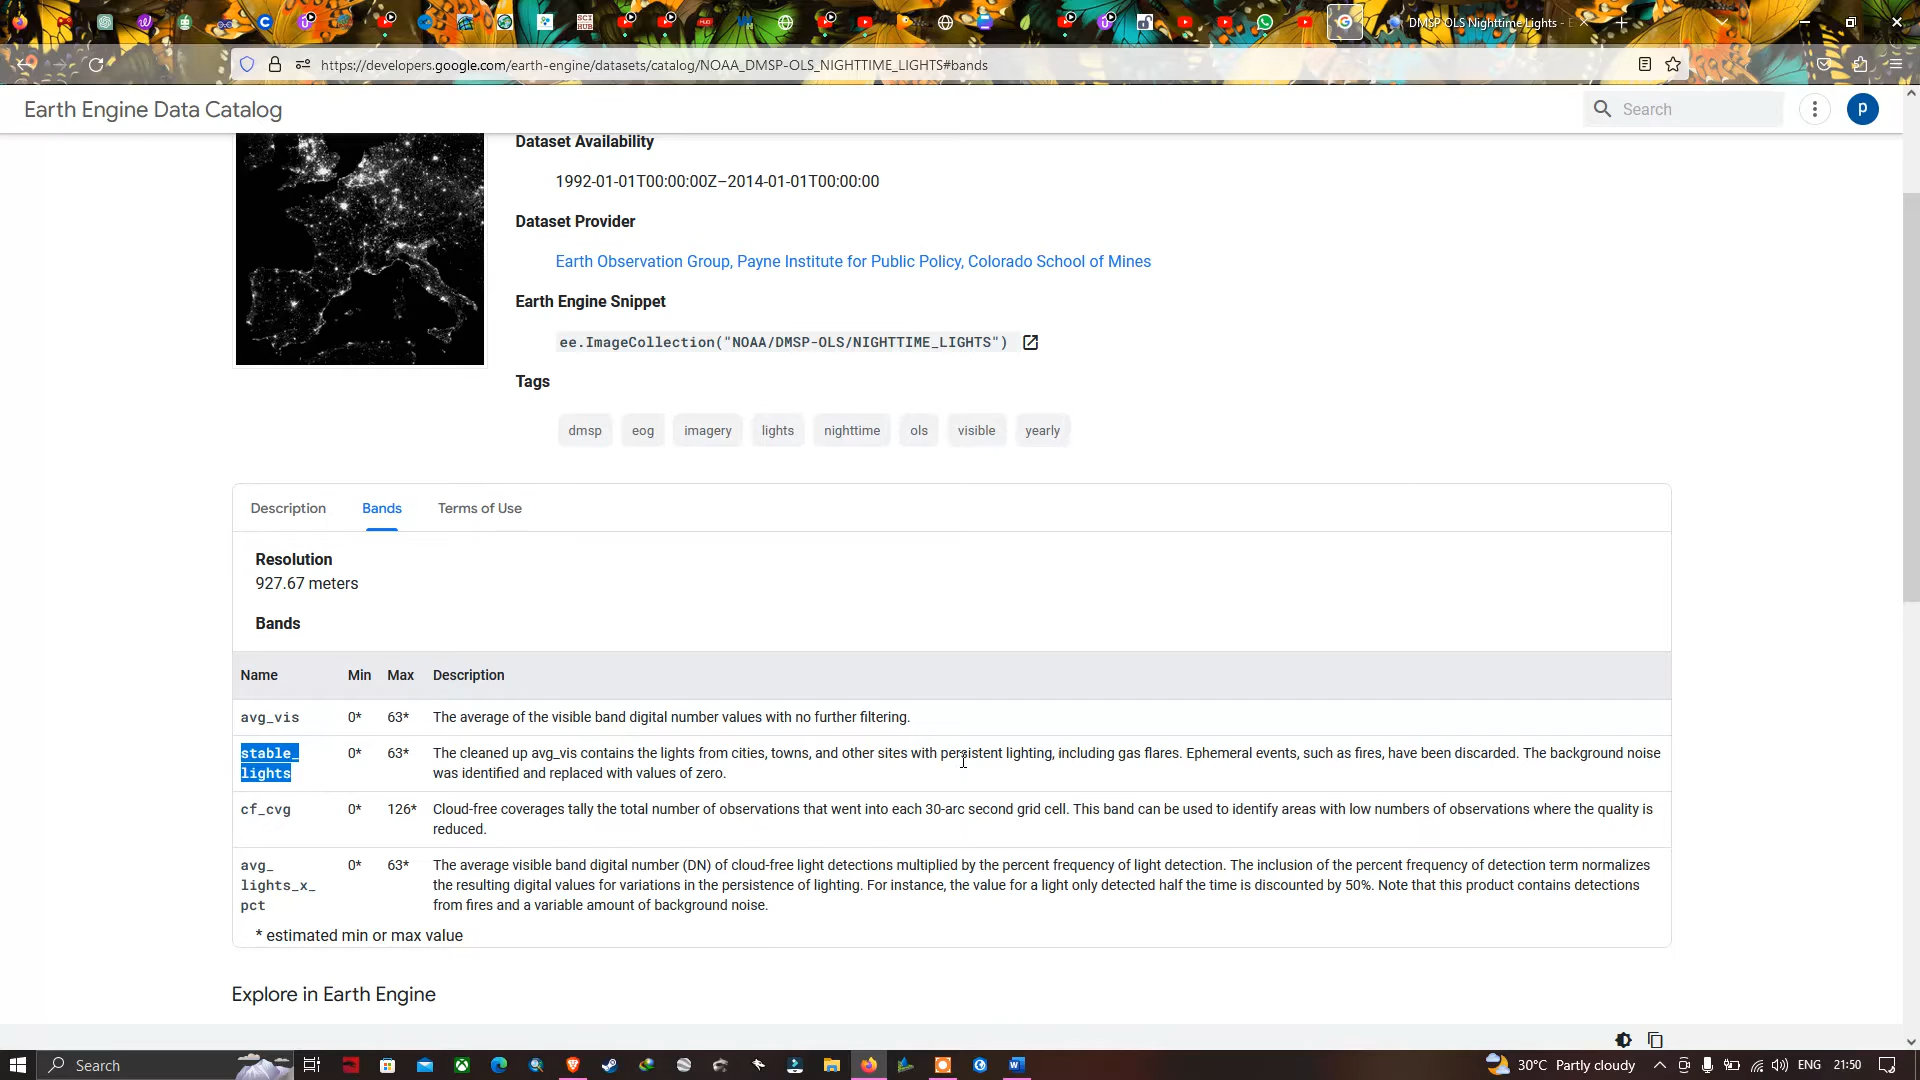 DMSP OLS Nighttime Lights - E
https://developers.google.com/earth-engine/datasets/catalog/NOAA_DMSP-OLS_NIGHTTIME_LIGHTS#bands
Earth Engine Data Catalog
Search
p
Dataset Availability
1992-01-01T00:00:00Z–2014-01-01T00:00:00
Dataset Provider
Earth Observation Group, Payne Institute for Public Policy, Colorado School of Mines
Earth Engine Snippet
ee.ImageCollection("NOAA/DMSP-OLS/NIGHTTIME_LIGHTS")
Tags
dmsp eog imagery lights nighttime ols visible yearly
Description Bands Terms of Use
Resolution
927.67 meters
Bands
Name Min Max Description
avg_vis 0* 63* The average of the visible band digital number values with no further filtering.
stable_ 0* 63* The cleaned up avg_vis contains the lights from cities, towns, and other sites with persistent lighting, including gas flares. Ephemeral events, such as fires, have been discarded. The background noise
lights was identified and replaced with values of zero.
cf_cvg 0* 126* Cloud-free coverages tally the total number of observations that went into each 30-arc second grid cell. This band can be used to identify areas with low numbers of observations where the quality is
reduced.
avg_ 0* 63* The average visible band digital number (DN) of cloud-free light detections multiplied by the percent frequency of light detection. The inclusion of the percent frequency of detection term normalizes
lights_x_ the resulting digital values for variations in the persistence of lighting. For instance, the value for a light only detected half the time is discounted by 50%. Note that this product contains detections
pct from fires and a variable amount of background noise.
* estimated min or max value
Explore in Earth Engine
Search
30°C Partly cloudy
ENG
21:50